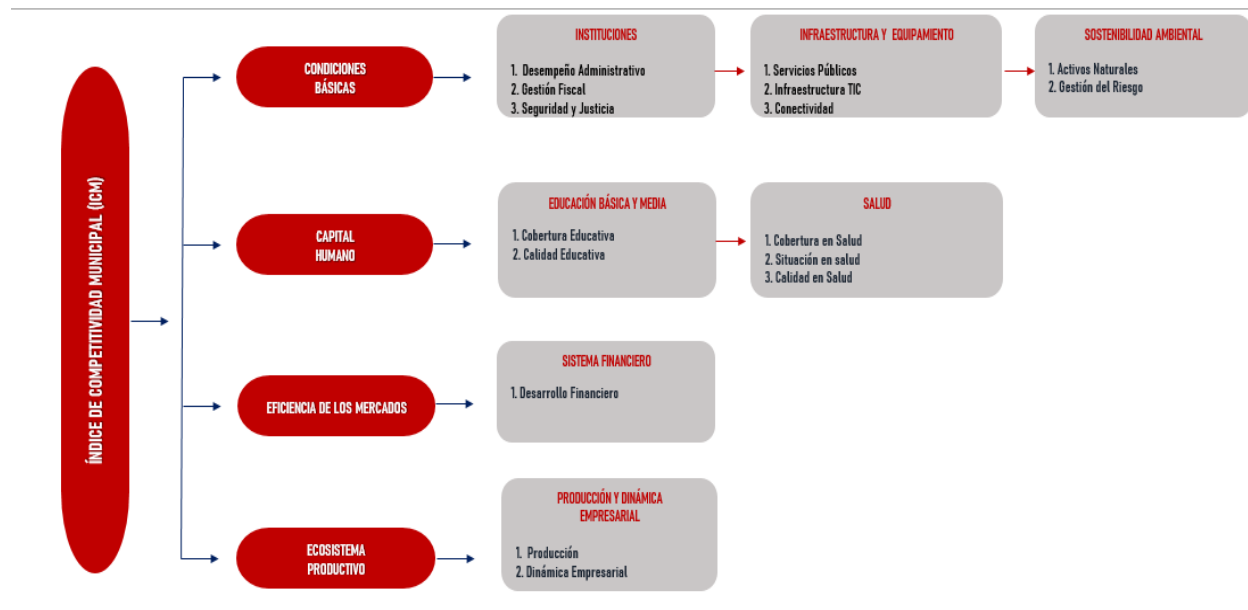 ÍNDICE DE COMPETITIVIDAD MUNICIPAL (ICM)
CONDICIONES
BÁSICAS
INSTITUCIONES
1. Desempeño Administrativo
2. Gestión Fiscal
3. Seguridad y Justicia
INFRAESTRUCTURA Y EQUIPAMIENTO
1. Servicios Públicos
2. Infraestructura TIC
3. Conectividad
SOSTENIBILIDAD AMBIENTAL
1. Activos Naturales
2. Gestión del Riesgo
CAPITAL
HUMANO
EDUCACIÓN BÁSICA Y MEDIA
1. Cobertura Educativa
2. Calidad Educativa
SALUD
1. Cobertura en Salud
2. Situación en salud
3. Calidad en Salud
EFICIENCIA DE LOS MERCADOS
SISTEMA FINANCIERO
1. Desarrollo Financiero
ECOSISTEMA
PRODUCTIVO
PRODUCCIÓN Y DINÁMICA
EMPRESARIAL
1. Producción
2. Dinámica Empresarial